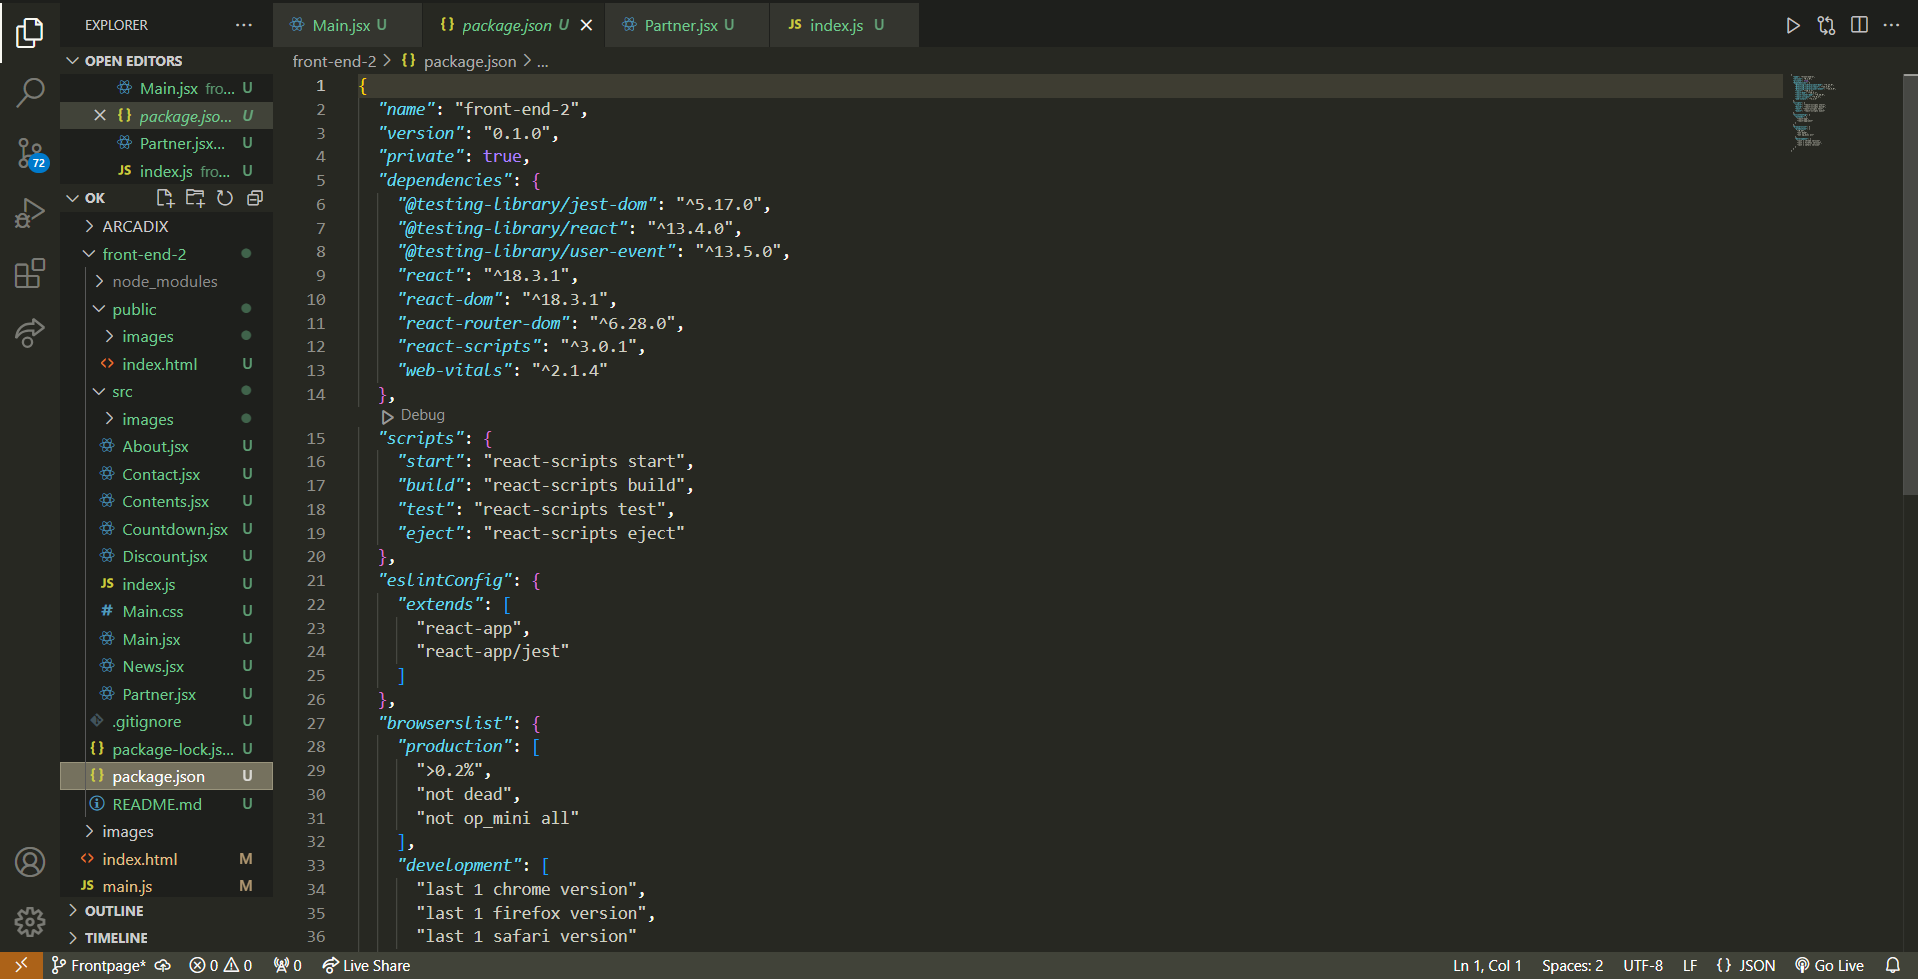 EXPLORER
Main.jsx U
{} package.json U
Partner.jsx U
JS index.js U
OPEN EDITORS
Main.jsx fro... U
{} package.jso... U
Partner.jsx... U
JS index.js fro... U
OK
ARCADIX
front-end-2
node_modules
public
images
<> index.html U
src
images
About.jsx U
Contact.jsx U
Contents.jsx U
Countdown.jsx U
Discount.jsx U
JS index.js U
# Main.css U
Main.jsx U
News.jsx U
Partner.jsx U
.gitignore U
{} package-lock.js... U
{} package.json U
README.md U
images
<> index.html M
JS main.js M
OUTLINE
TIMELINE
72
front-end-2 > {} package.json > ...
1 {
2 "name": "front-end-2",
3 "version": "0.1.0",
4 "private": true,
5 "dependencies": {
6 "@testing-library/jest-dom": "^5.17.0",
7 "@testing-library/react": "^13.4.0",
8 "@testing-library/user-event": "^13.5.0",
9 "react": "^18.3.1",
10 "react-dom": "^18.3.1",
11 "react-router-dom": "^6.28.0",
12 "react-scripts": "^3.0.1",
13 "web-vitals": "^2.1.4"
14 },
Debug
15 "scripts": {
16 "start": "react-scripts start",
17 "build": "react-scripts build",
18 "test": "react-scripts test",
19 "eject": "react-scripts eject"
20 },
21 "eslintConfig": {
22 "extends": [
23 "react-app",
24 "react-app/jest"
25 ]
26 },
27 "browserslist": {
28 "production": [
29 ">0.2%",
30 "not dead",
31 "not op_mini all"
32 ],
33 "development": [
34 "last 1 chrome version",
35 "last 1 firefox version",
36 "last 1 safari version"
Frontpage* 0 0 0 Live Share
Ln 1, Col 1 Spaces: 2 UTF-8 LF {} JSON Go Live